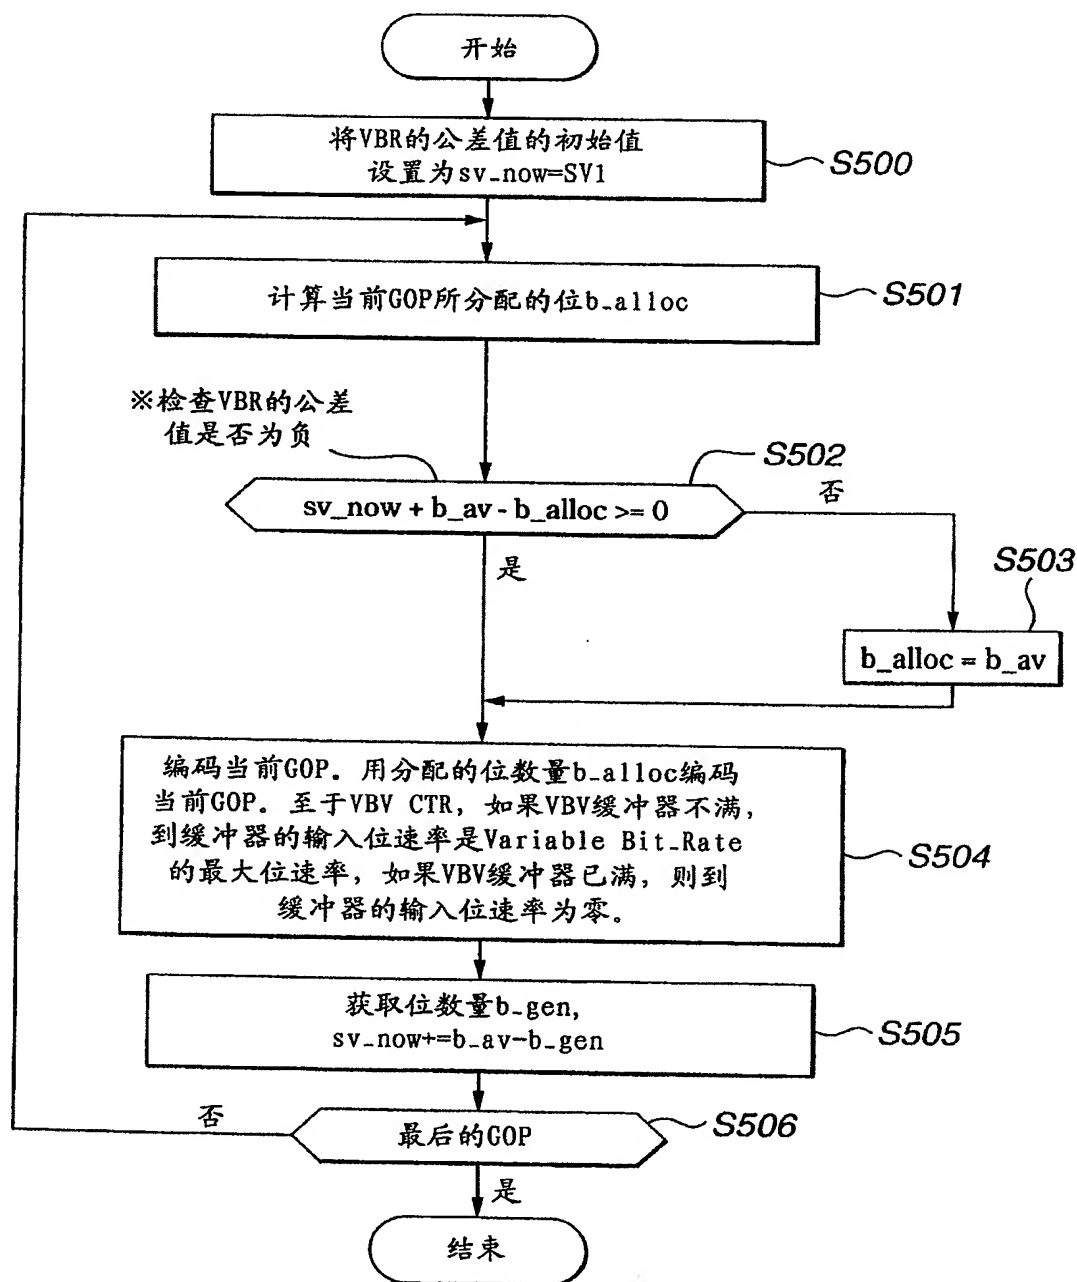 开始
将VBR的公差值的初始值
设置为sv_now=SV1
S500
计算当前GOP所分配的位b_alloc
S501
※检查VBR的公差
值是否为负
S502
sv_now + b_av - b_alloc >= 0
否
是
S503
b_alloc = b_av
编码当前GOP。用分配的位数量b_alloc编码
当前GOP。至于VBV CTR，如果VBV缓冲器不满，
到缓冲器的输入位速率是Variable Bit_Rate
的最大位速率，如果VBV缓冲器已满，则到
缓冲器的输入位速率为零。
S504
获取位数量b_gen,
sv_now+=b_av-b_gen
S505
否
最后的GOP
S506
是
结束